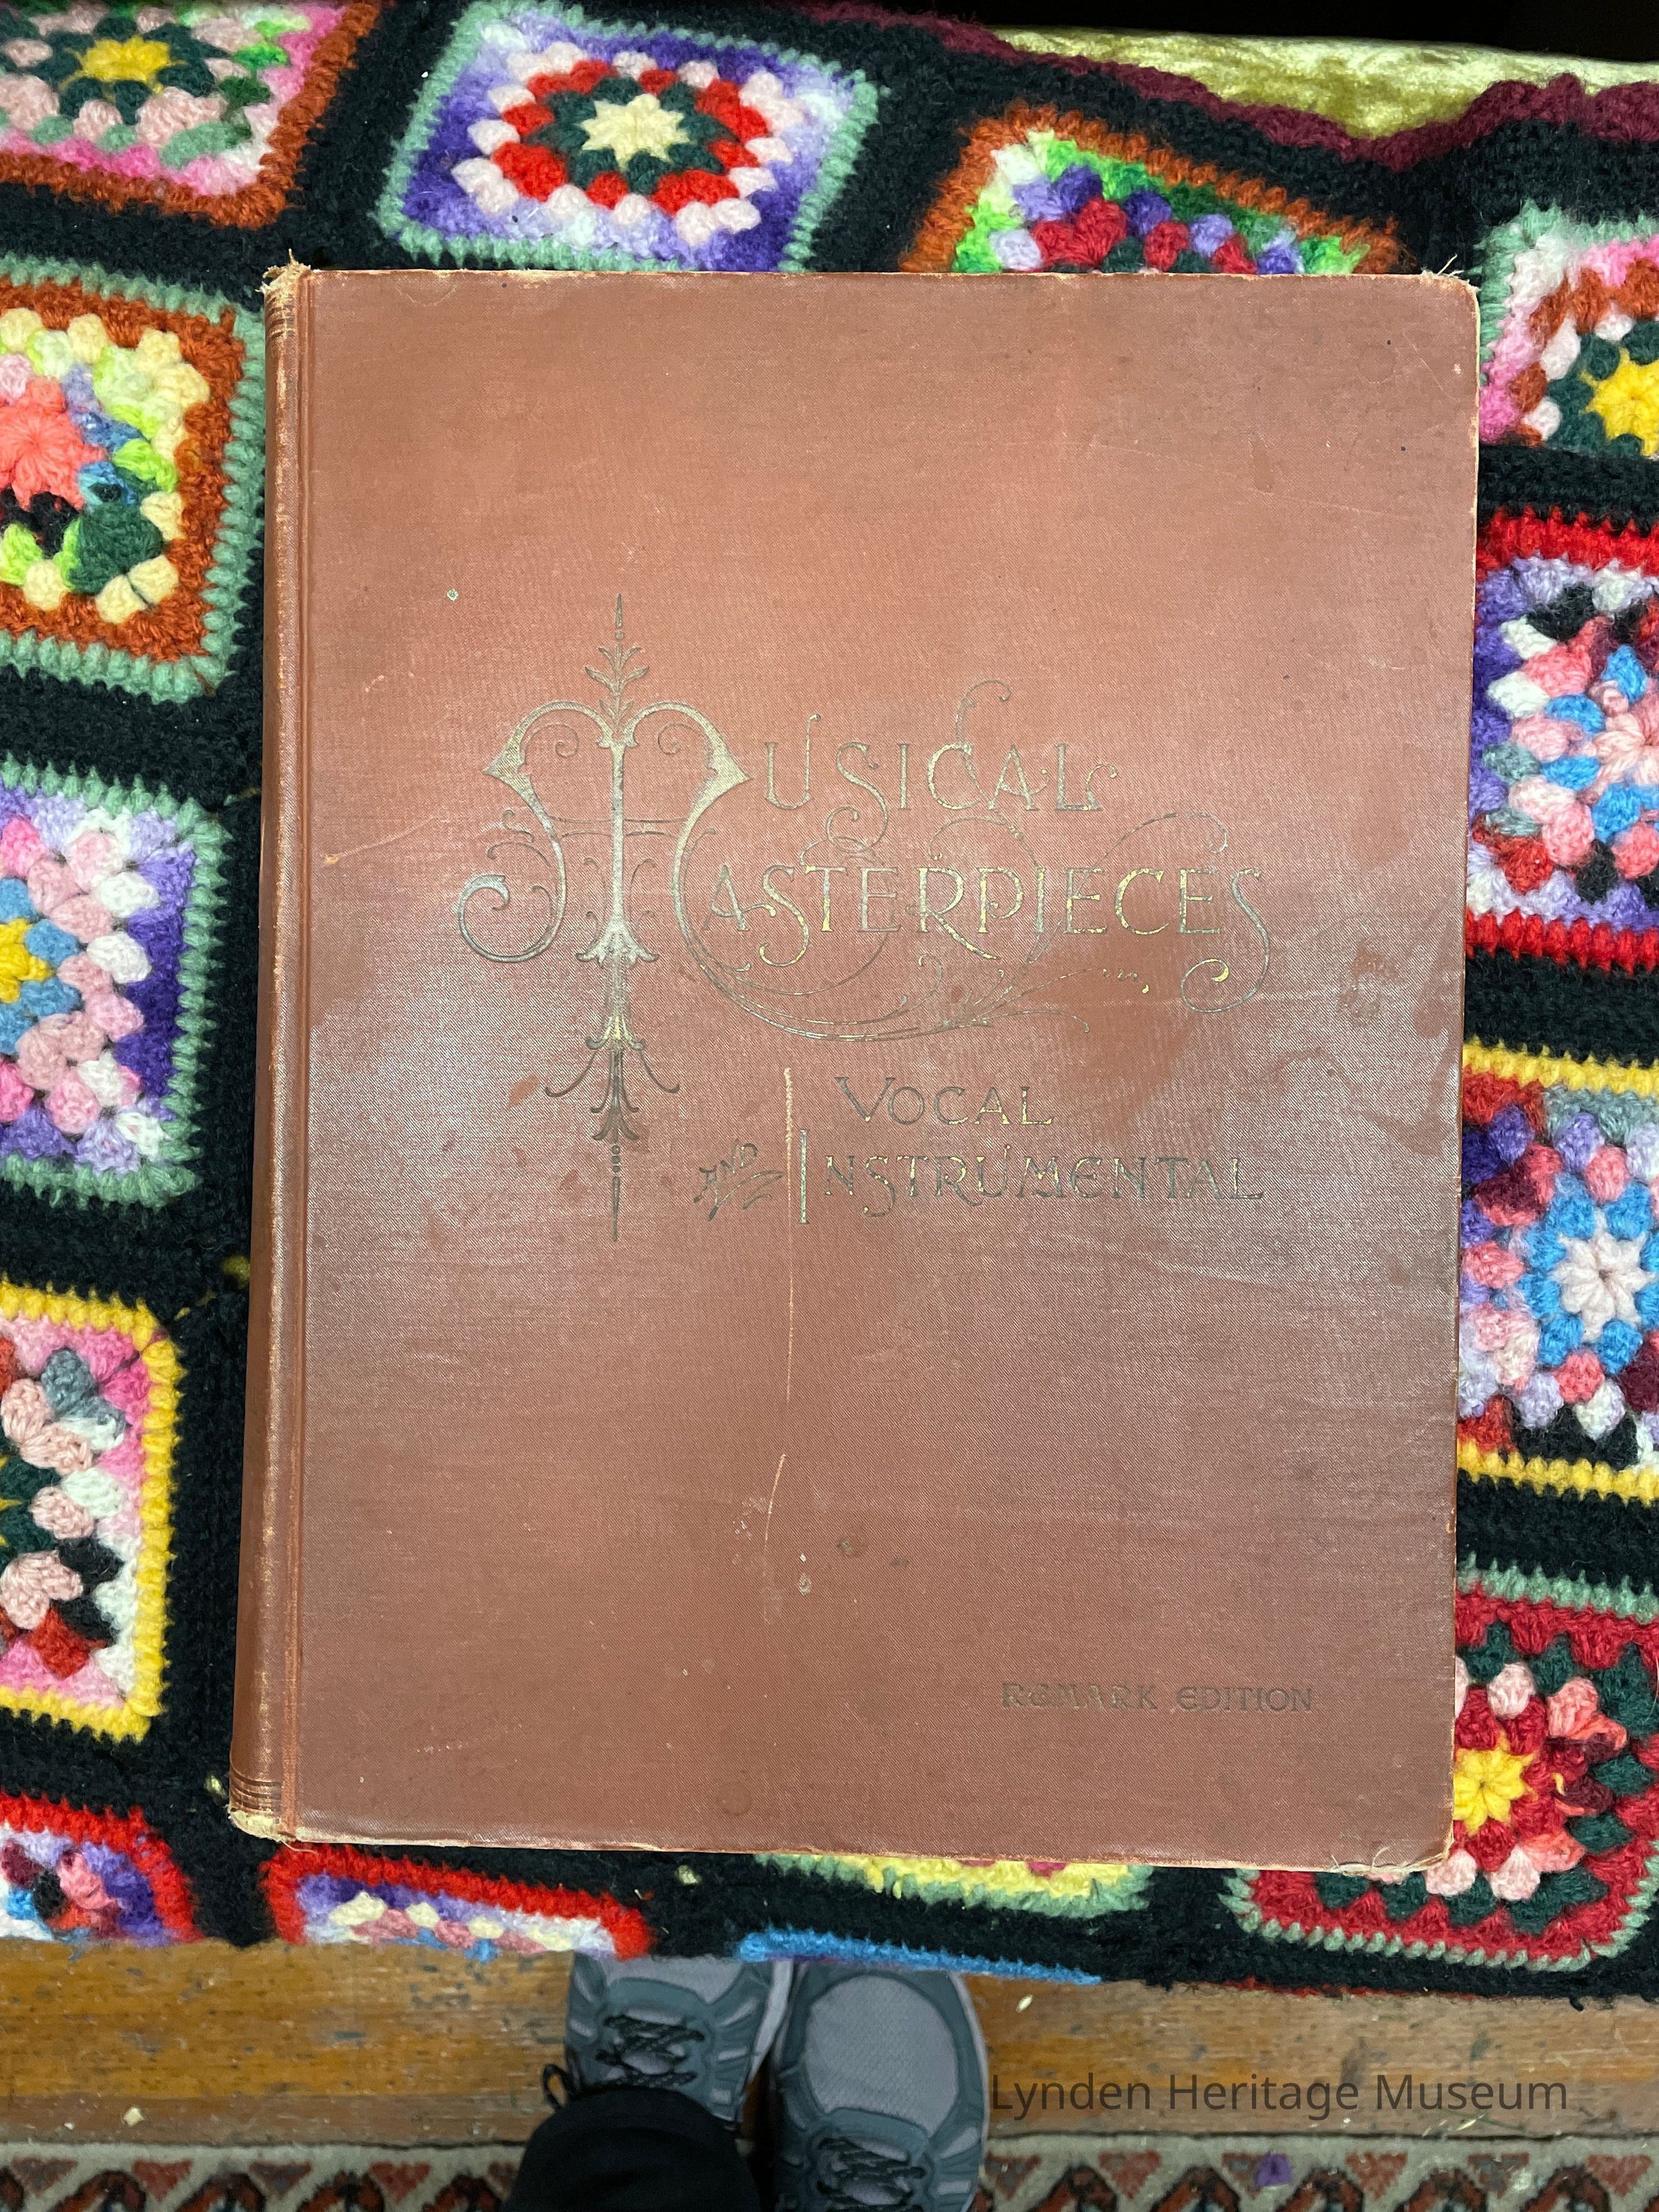 MUSICAL
MASTERPIECES
VOCAL
AND INSTRUMENTAL
REMARK EDITION
Lynden Heritage Museum